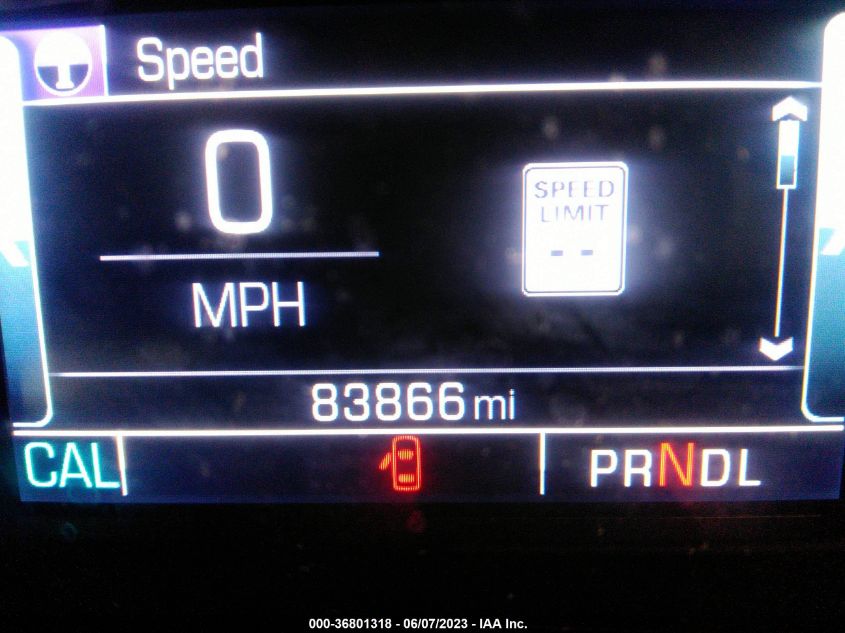 Speed
0
SPEED
LIMIT
--
MPH
83866 mi
CAL
PRNDL
000-36801318 - 06/07/2023 - IAA Inc.